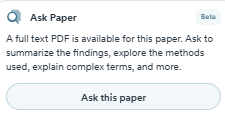 Ask Paper
Beta
A full text PDF is available for this paper. Ask to
summarize the findings, explore the methods
used, explain complex terms, and more.
Ask this paper